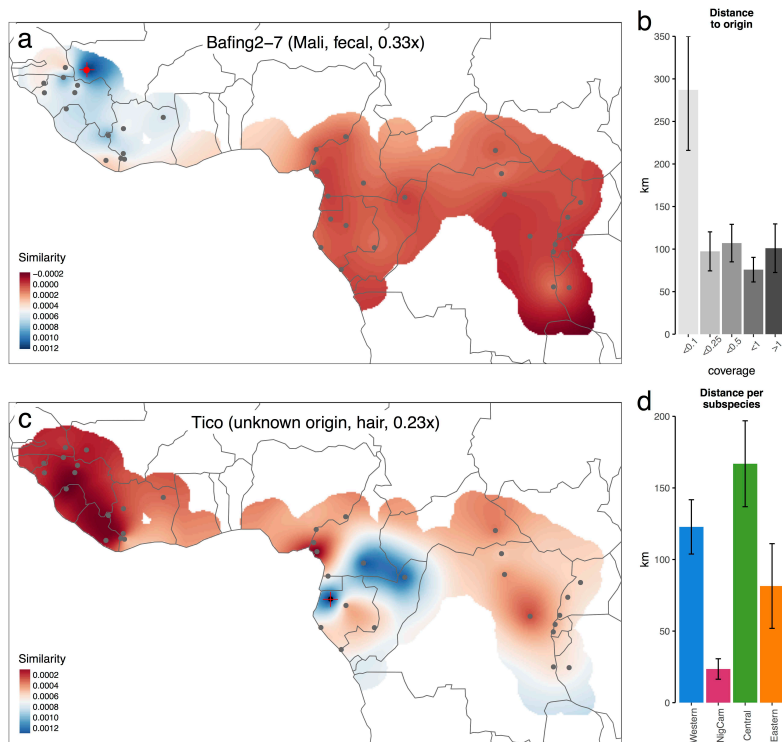 a
Bafing2−7 (Mali, fecal, 0.33x)
Similarity
−0.0002
0.0000
0.0002
0.0004
0.0006
0.0008
0.0010
0.0012
b
Distance
to origin
350
300
250
200
150
100
50
0
km
<0.1
<0.25
<0.5
<1
>1
coverage
c
Tico (unknown origin, hair, 0.23x)
Similarity
0.0002
0.0004
0.0006
0.0008
0.0010
0.0012
d
Distance per
subspecies
200
150
100
50
0
km
Western
NigCam
Central
Eastern